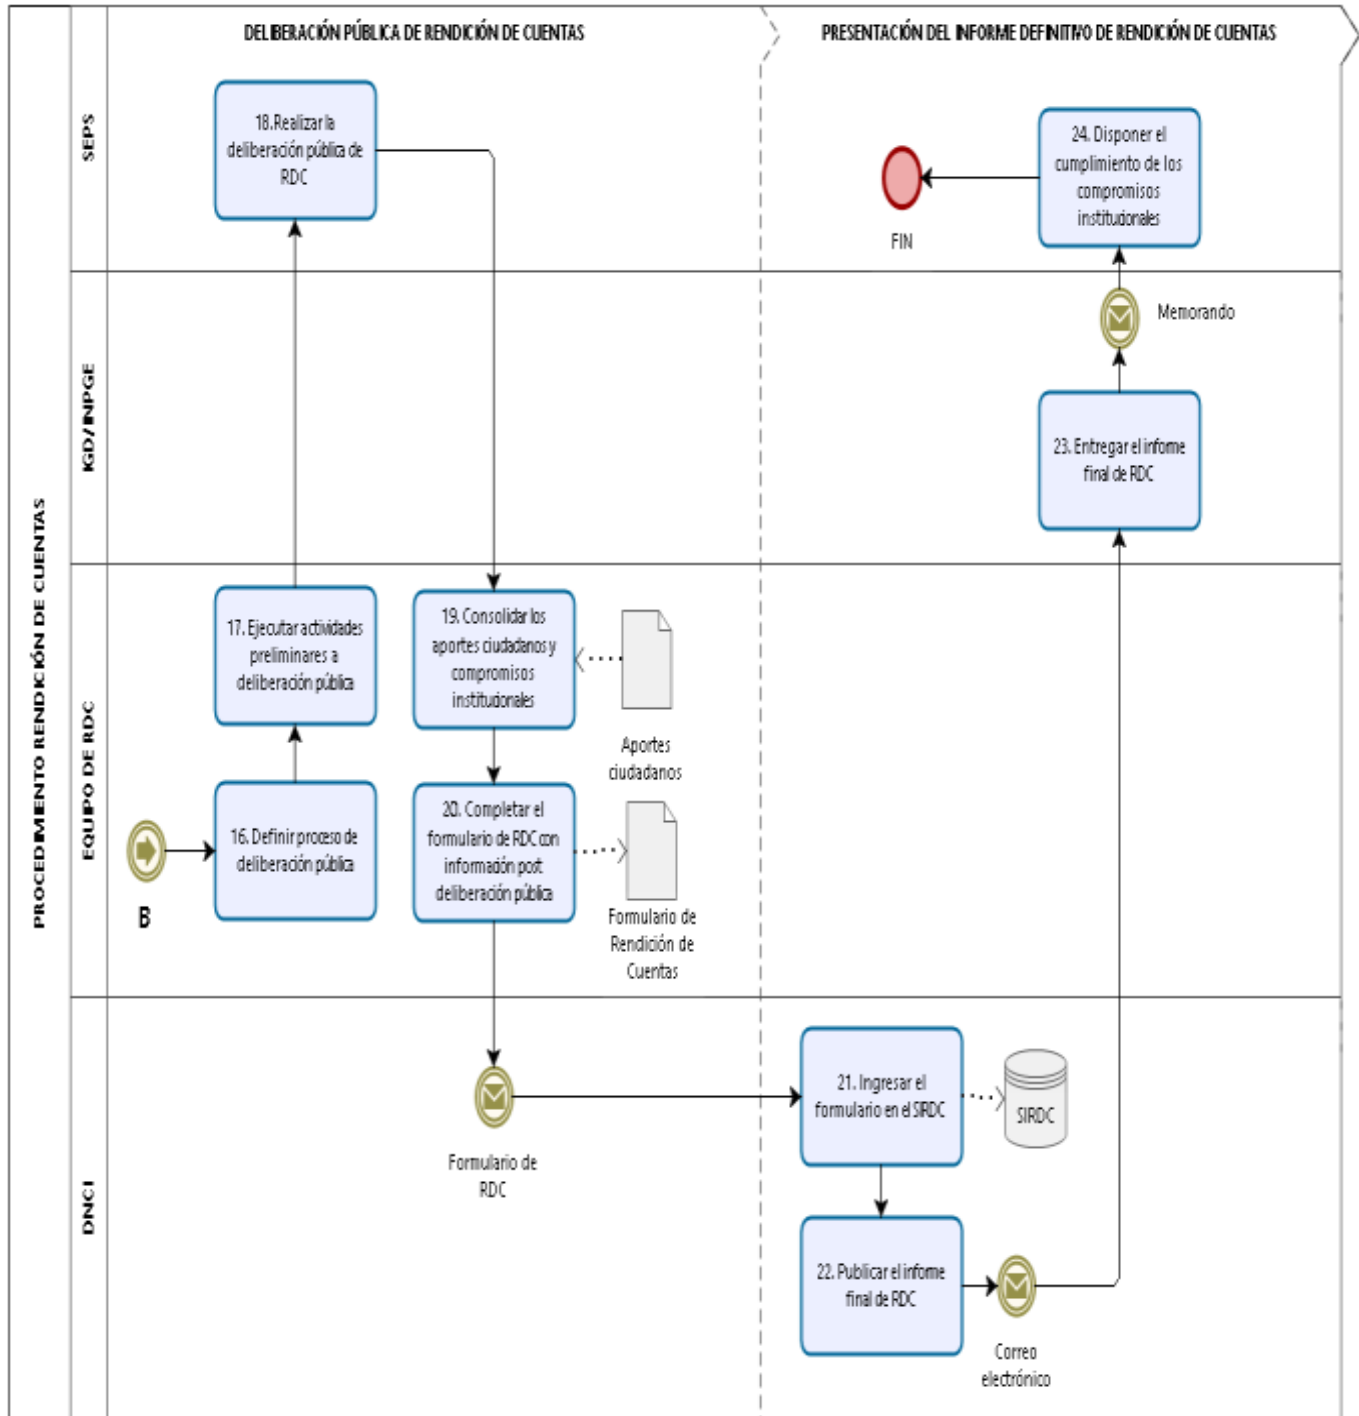 DELIBERACIÓN PÚBLICA DE RENDICIÓN DE CUENTAS
PRESENTACIÓN DEL INFORME DEFINITIVO DE RENDICIÓN DE CUENTAS
PROCEDIMIENTO RENDICIÓN DE CUENTAS
SEPS
18.Realizar la
deliberación pública de
RDC
FIN
24. Disponer el
cumplimiento de los
compromisos
institucionales
IGD/INPGE
Memorando
23. Entregar el informe
final de RDC
EQUIPO DE RDC
17. Ejecutar actividades
preliminares a
deliberación pública
19. Consolidar los
aportes ciudadanos y
compromisos
institucionales
Aportes
ciudadanos
B
16. Definir proceso de
deliberación pública
20. Completar el
formulario de RDC con
información post
deliberación pública
Formulario de
Rendición de
Cuentas
DNCI
Formulario de
RDC
21. Ingresar el
formulario en el SIRDC
SIRDC
22. Publicar el informe
final de RDC
Correo
electrónico